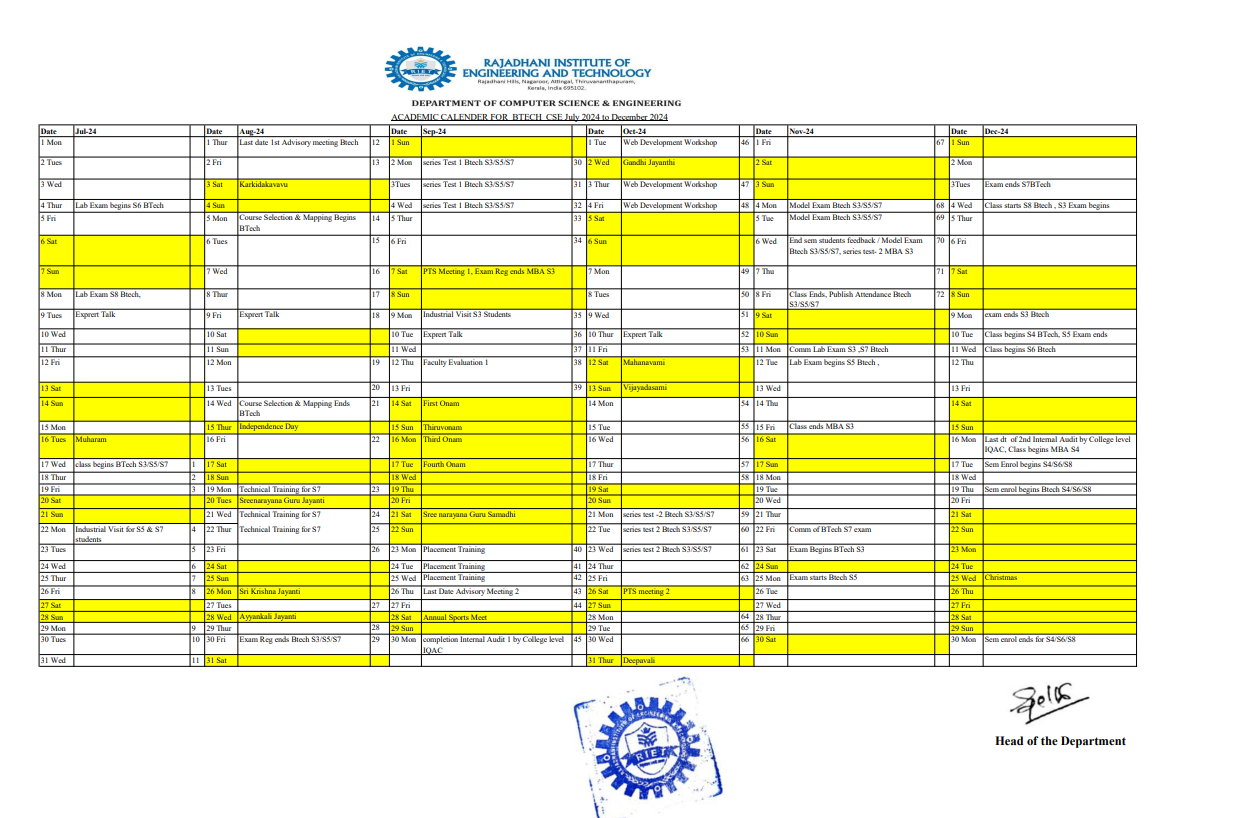 RAJADHANI INSTITUTE OF
ENGINEERING AND TECHNOLOGY
Rajadhani Hills, Nagaroor, Attingal, Thiruvananthapuram,
Kerala, India 695102.
RIET
DEPARTMENT OF COMPUTER SCIENCE & ENGINEERING
ACADEMIC CALENDER FOR BTECH CSE July 2024 to December 2024
Date Jul-24 Date Aug-24 Date Sep-24 Date Oct-24 Date Nov-24 Date Dec-24
1 Mon 1 Thur Last date 1st Advisory meeting Btech 12 1 Sun 1 Tue Web Development Workshop 46 1 Fri 67 1 Sun
2 Tues 2 Fri 13 2 Mon series Test 1 Btech S3/S5/S7 30 2 Wed Gandhi Jayanthi 2 Sat 2 Mon
3 Wed 3 Sat Karkidakavavu 3Tues series Test 1 Btech S3/S5/S7 31 3 Thur Web Development Workshop 47 3 Sun 3Tues Exam ends S7BTech
4 Thur Lab Exam begins S6 BTech 4 Sun 4 Wed series Test 1 Btech S3/S5/S7 32 4 Fri Web Development Workshop 48 4 Mon Model Exam Btech S3/S5/S7 68 4 Wed Class starts S8 Btech , S3 Exam begins
5 Fri 5 Mon Course Selection & Mapping Begins BTech 14 5 Thur 33 5 Sat 5 Tue Model Exam Btech S3/S5/S7 69 5 Thur
6 Sat 6 Tues 15 6 Fri 34 6 Sun 6 Wed End sem students feedback / Model Exam Btech S3/S5/S7, series test- 2 MBA S3 70 6 Fri
7 Sun 7 Wed 16 7 Sat PTS Meeting 1, Exam Reg ends MBA S3 7 Mon 49 7 Thu 71 7 Sat
8 Mon Lab Exam S8 Btech, 8 Thur 17 8 Sun 8 Tues 50 8 Fri Class Ends, Publish Attendance Btech S3/S5/S7 72 8 Sun
9 Tues Exprert Talk 9 Fri Exprert Talk 18 9 Mon Industrial Visit S3 Students 35 9 Wed 51 9 Sat 9 Mon exam ends S3 Btech
10 Wed 10 Sat 10 Tue Exprert Talk 36 10 Thur Exprert Talk 52 10 Sun 10 Tue Class begins S4 BTech, S5 Exam ends
11 Thur 11 Sun 11 Wed 37 11 Fri 53 11 Mon Comm Lab Exam S3 ,S7 Btech 11 Wed Class begins S6 Btech
12 Fri 12 Mon 19 12 Thu Faculty Evaluation 1 38 12 Sat Mahanavami 12 Tue Lab Exam begins S5 Btech , 12 Thu
13 Sat 13 Tues 20 13 Fri 39 13 Sun Vijayadasami 13 Wed 13 Fri
14 Sun 14 Wed Course Selection & Mapping Ends BTech 21 14 Sat First Onam 14 Mon 54 14 Thu 14 Sat
15 Mon 15 Thur Independence Day 15 Sun Thiruvonam 15 Tue 55 15 Fri Class ends MBA S3 15 Sun
16 Tues Muharam 16 Fri 22 16 Mon Third Onam 16 Wed 56 16 Sat 16 Mon Last dt of 2nd Internal Audit by College level IQAC, Class begins MBA S4
17 Wed class begins BTech S3/S5/S7 1 17 Sat 17 Tue Fourth Onam 17 Thur 57 17 Sun 17 Tue Sem Enrol begins S4/S6/S8
18 Thur 2 18 Sun 18 Wed 18 Fri 58 18 Mon 18 Wed
19 Fri 3 19 Mon Technical Training for S7 23 19 Thu 19 Sat 19 Tue 19 Thu Sem enrol begins Btech S4/S6/S8
20 Sat 20 Tues Sreenarayana Guru Jayanti 20 Fri 20 Sun 20 Wed 20 Fri
21 Sun 21 Wed Technical Training for S7 24 21 Sat Sree narayana Guru Samadhi 21 Mon series test -2 Btech S3/S5/S7 59 21 Thur 21 Sat
22 Mon Industrial Visit for S5 & S7 students 4 22 Thur Technical Training for S7 25 22 Sun 22 Tue series test 2 Btech S3/S5/S7 60 22 Fri Comm of BTech S7 exam 22 Sun
23 Tues 5 23 Fri 26 23 Mon Placement Training 40 23 Wed series test 2 Btech S3/S5/S7 61 23 Sat Exam Begins BTech S3 23 Mon
24 Wed 6 24 Sat 24 Tue Placement Training 41 24 Thur 62 24 Sun 24 Tue
25 Thur 7 25 Sun 25 Wed Placement Training 42 25 Fri 63 25 Mon Exam starts Btech S5 25 Wed Christmas
26 Fri 8 26 Mon Sri Krishna Jayanti 26 Thu Last Date Advisory Meeting 2 43 26 Sat PTS meeting 2 26 Tue 26 Thu
27 Sat 27 Tues 27 27 Fri 44 27 Sun 27 Wed 27 Fri
28 Sun 28 Wed Ayyankali Jayanti 28 Sat Annual Sports Meet 28 Mon 64 28 Thur 28 Sat
29 Mon 9 29 Thur 28 29 Sun 29 Tue 65 29 Fri 29 Sun
30 Tues 10 30 Fri Exam Reg ends Btech S3/S5/S7 29 30 Mon completion Internal Audit 1 by College level IQAC 45 30 Wed 66 30 Sat 30 Mon Sem enrol ends for S4/S6/S8
31 Wed 11 31 Sat 31 Thur Deepavali
RIET
Head of the Department